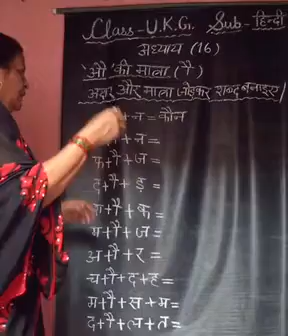 Class - U.K.G. Sub - हिन्दी
अध्याय (16)
'औ' की मात्रा (ौ)
अक्षर और मात्रा जोड़कर शब्द बनाइए।
+ न = कौन
+ न =
फ + ौ + ज =
द + ौ + ड़ =
+ ौ + क =
म + ौ + ज =
अ + ौ + र =
च + ौ + द + ह =
म + ौ + स + म =
द + ौ + ल + त =